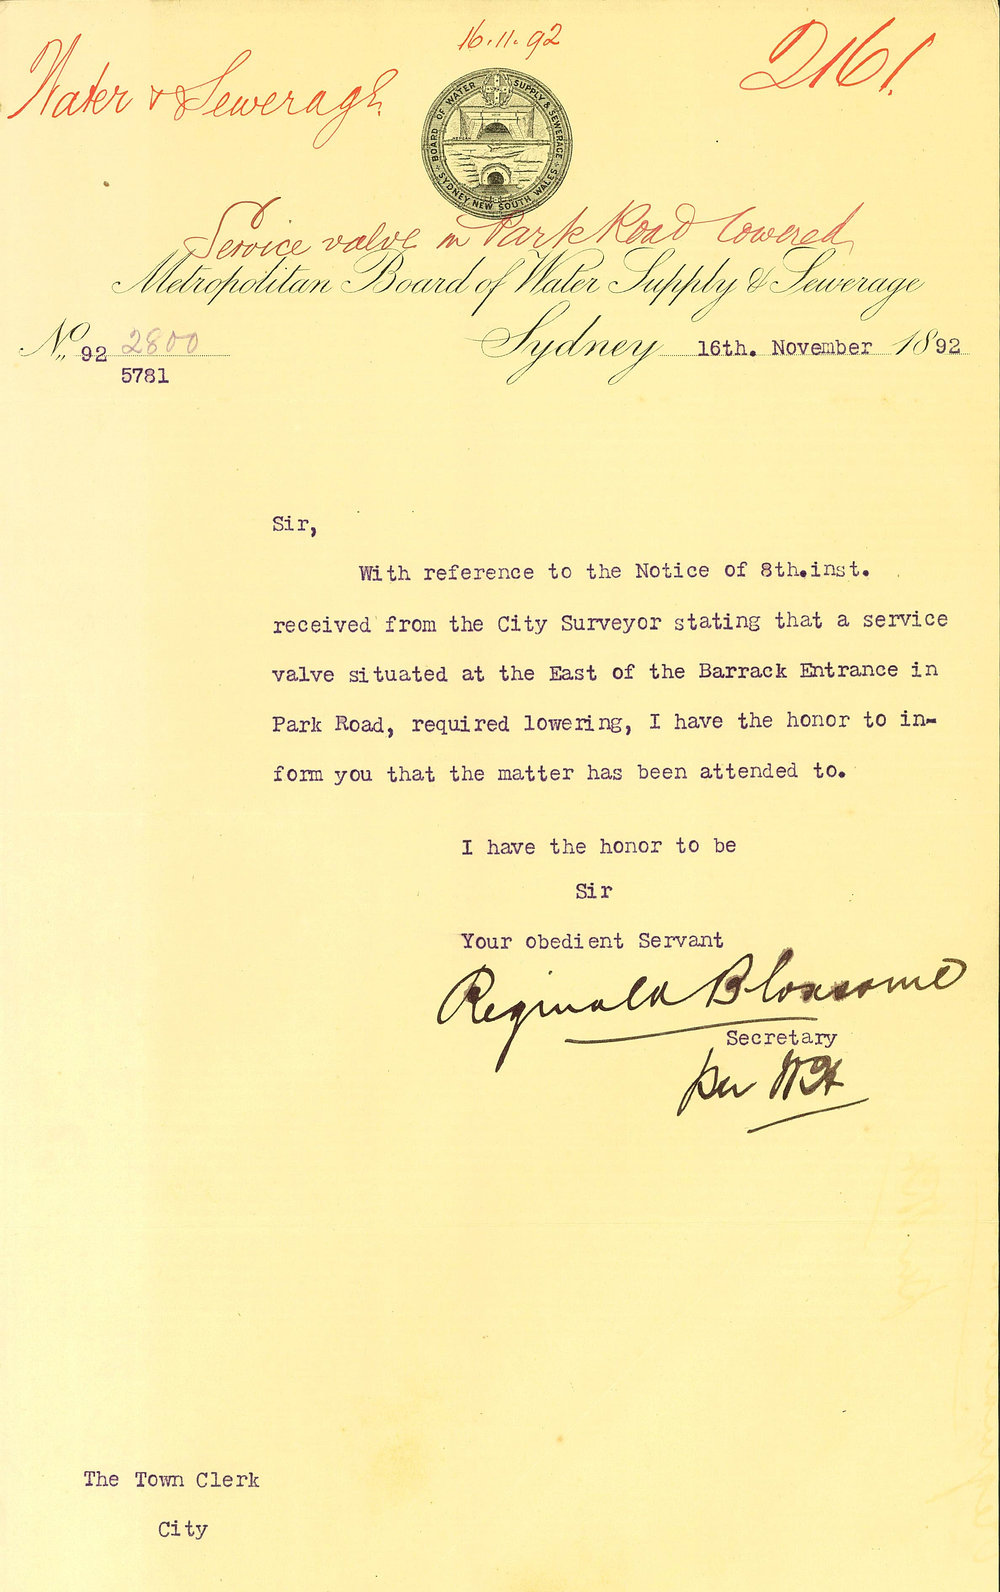 16.11.92
2161.
Water & Sewerage
BOARD OF WATER SUPPLY & SEWERAGE
SYDNEY NEW SOUTH WALES
Service valve in Park Road lowered
Metropolitan Board of Water Supply & Sewerage
No. 92 2800
5781
Sydney 16th. November 1892
Sir,
With reference to the Notice of 8th.inst.
received from the City Surveyor stating that a service
valve situated at the East of the Barrack Entrance in
Park Road, required lowering, I have the honor to in-
form you that the matter has been attended to.
I have the honor to be
Sir
Your obedient Servant
Reginald Bloxsome
Secretary
per
The Town Clerk
City